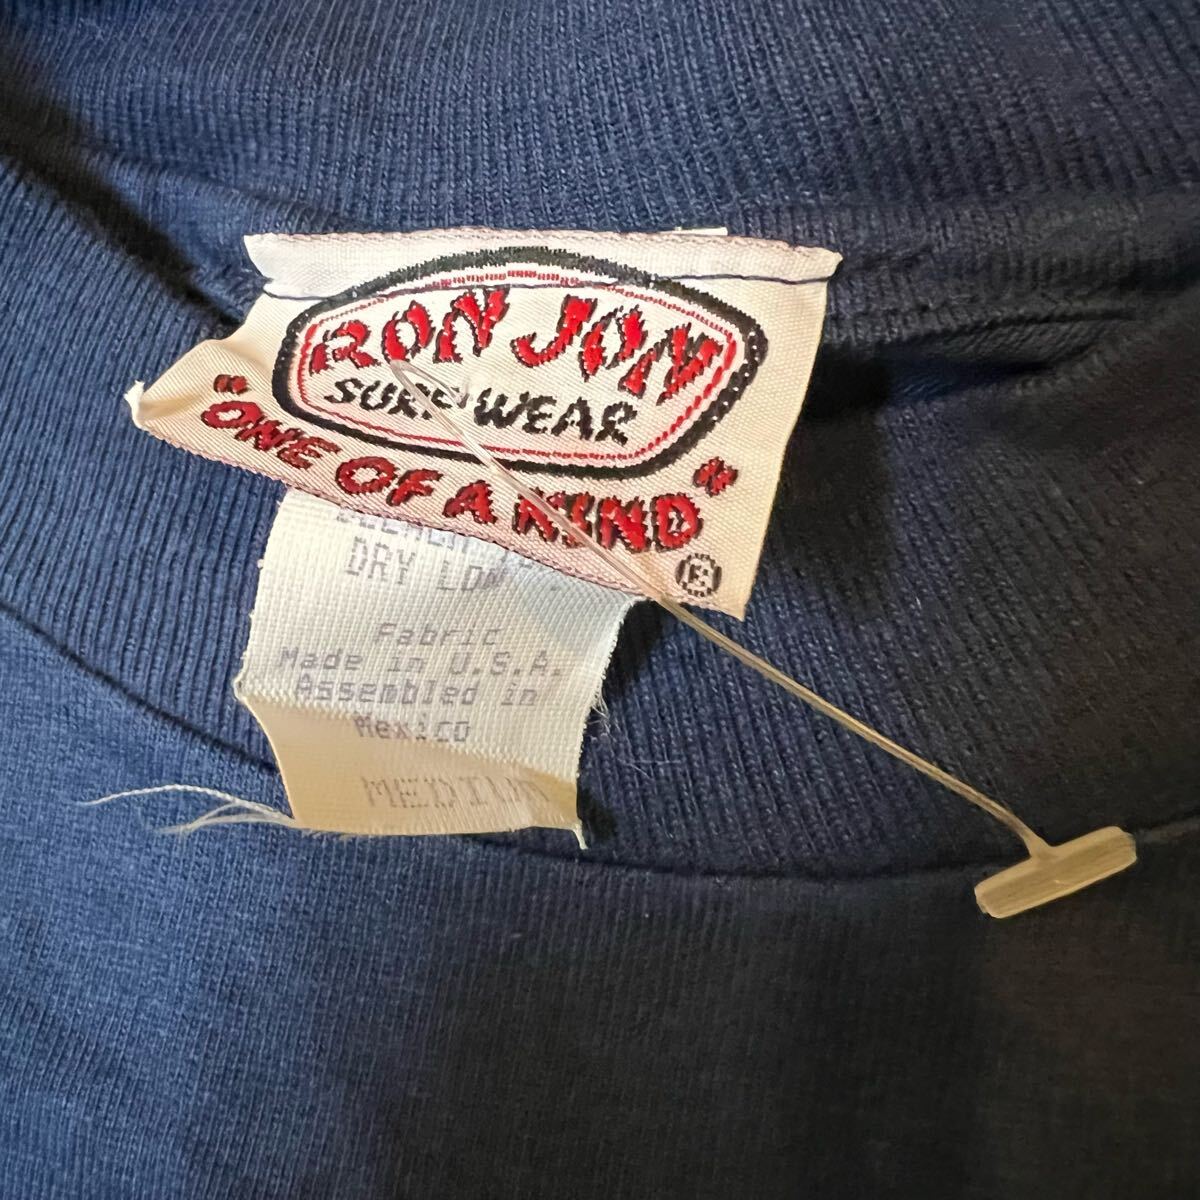 RON JON
SURF WEAR
"ONE OF A KIND"
®
DRY LOW
Fabric
Made in U.S.A.
Assembled in
Mexico
MEDIUM